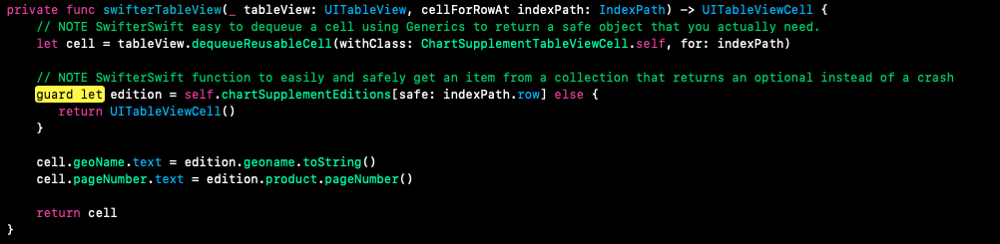 private func swifterTableView(_ tableView: UITableView, cellForRowAt indexPath: IndexPath) -> UITableViewCell {
// NOTE SwifterSwift easy to dequeue a cell using Generics to return a safe object that you actually need.
let cell = tableView.dequeueReusableCell(withClass: ChartSupplementTableViewCell.self, for: indexPath)
// NOTE SwifterSwift function to easily and safely get an item from a collection that returns an optional instead of a crash
guard let edition = self.chartSupplementEditions[safe: indexPath.row] else {
return UITableViewCell()
}
cell.geoName.text = edition.geoname.toString()
cell.pageNumber.text = edition.product.pageNumber()
return cell
}